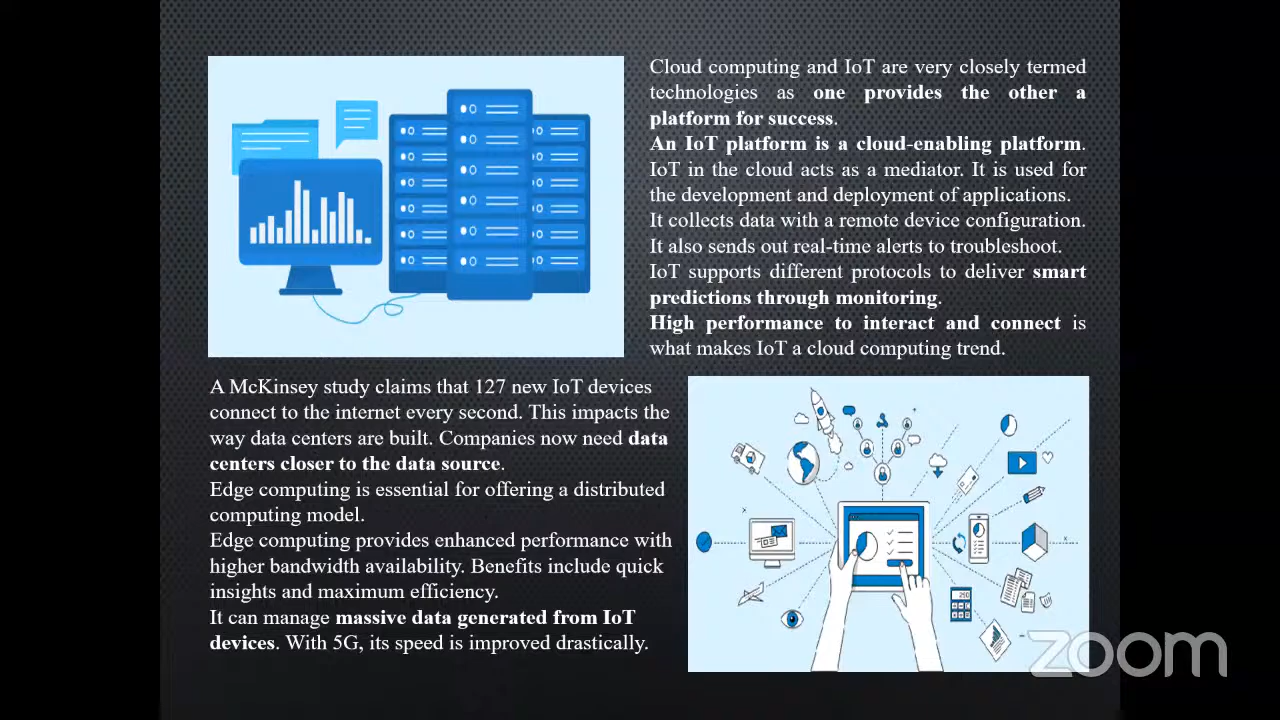 Cloud computing and IoT are very closely termed
technologies as one provides the other a
platform for success.
An IoT platform is a cloud-enabling platform.
IoT in the cloud acts as a mediator. It is used for
the development and deployment of applications.
It collects data with a remote device configuration.
It also sends out real-time alerts to troubleshoot.
IoT supports different protocols to deliver smart
predictions through monitoring.
High performance to interact and connect is
what makes IoT a cloud computing trend.
A McKinsey study claims that 127 new IoT devices
connect to the internet every second. This impacts the
way data centers are built. Companies now need data
centers closer to the data source.
Edge computing is essential for offering a distributed
computing model.
Edge computing provides enhanced performance with
higher bandwidth availability. Benefits include quick
insights and maximum efficiency.
It can manage massive data generated from IoT
devices. With 5G, its speed is improved drastically.
zoom